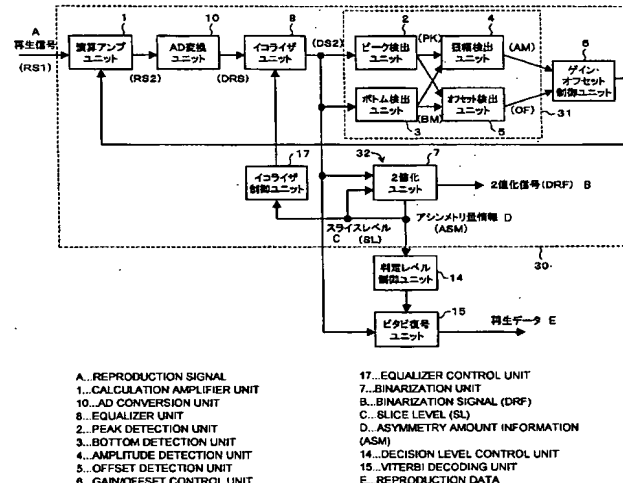 A
再生信号
(RS1)
1
演算アンプ
ユニット
(RS2)
10
AD変換
ユニット
(DRS)
8
イコライザ
ユニット
(DS2)
2
ピーク検出
ユニット
(PK)
4
振幅検出
ユニット
(AM)
6
ゲイン・
オフセット
制御ユニット
ボトム検出
ユニット
(BM)
3
オフセット検出
ユニット
(OF)
5
31
17
イコライザ
制御ユニット
32
7
2値化
ユニット
2値化信号(DRF) B
スライスレベル
C (SL)
アシンメトリ量情報 D
(ASM)
30
判定レベル
制御ユニット
14
15
ビタビ復号
ユニット
再生データ E
A...REPRODUCTION SIGNAL
1...CALCULATION AMPLIFIER UNIT
10...AD CONVERSION UNIT
8...EQUALIZER UNIT
2...PEAK DETECTION UNIT
3...BOTTOM DETECTION UNIT
4...AMPLITUDE DETECTION UNIT
5...OFFSET DETECTION UNIT
6...GAIN/OFFSET CONTROL UNIT
17...EQUALIZER CONTROL UNIT
7...BINARIZATION UNIT
B...BINARIZATION SIGNAL (DRF)
C...SLICE LEVEL (SL)
D...ASYMMETRY AMOUNT INFORMATION
(ASM)
14...DECISION LEVEL CONTROL UNIT
15...VITERBI DECODING UNIT
E...REPRODUCTION DATA